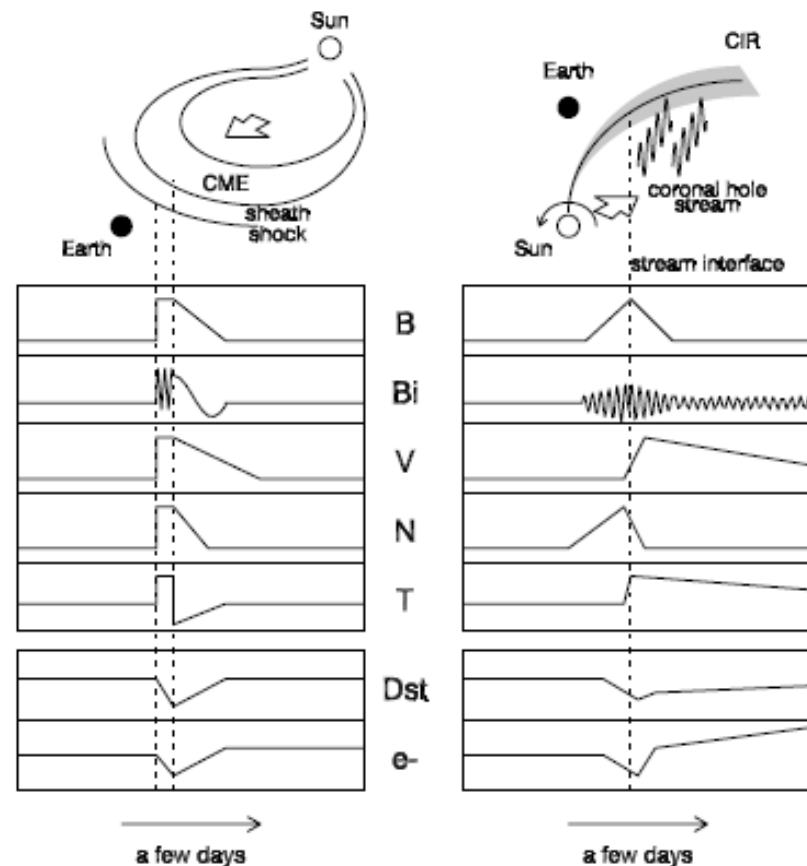 Sun
CME
sheath
shock
Earth
CIR
Earth
coronal hole
stream
Sun
stream interface
B
Bi
V
N
T
Dst
e-
a few days
a few days